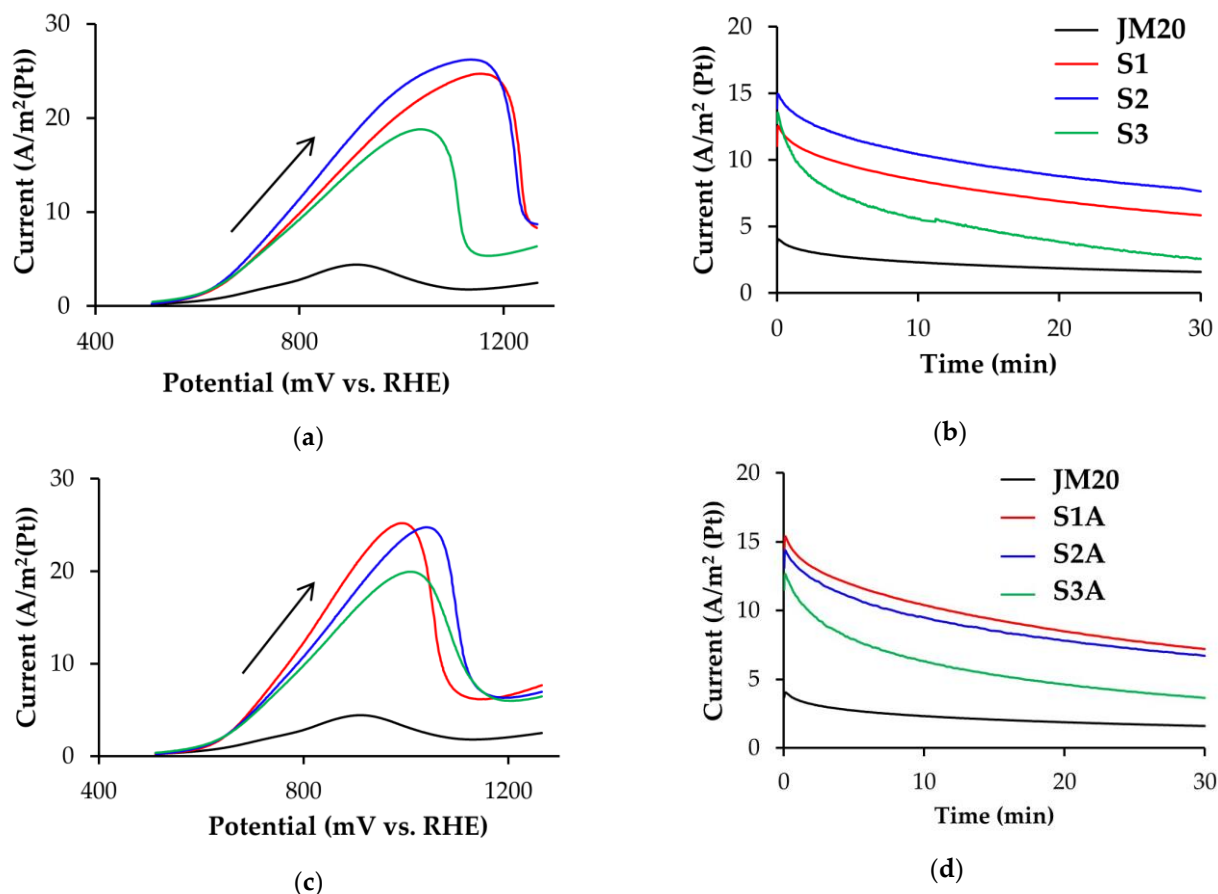 Current (A/m²(Pt))
30
20
10
0
400
800
1200
Potential (mV vs. RHE)
(a)
Current (A/m² (Pt))
20
15
10
5
0
0
10
20
30
Time (min)
JM20
S1
S2
S3
(b)
Current (A/m²(Pt))
30
20
10
0
400
800
1200
Potential (mV vs. RHE)
(c)
Current (A/m² (Pt))
20
15
10
5
0
0
10
20
30
Time (min)
JM20
S1A
S2A
S3A
(d)